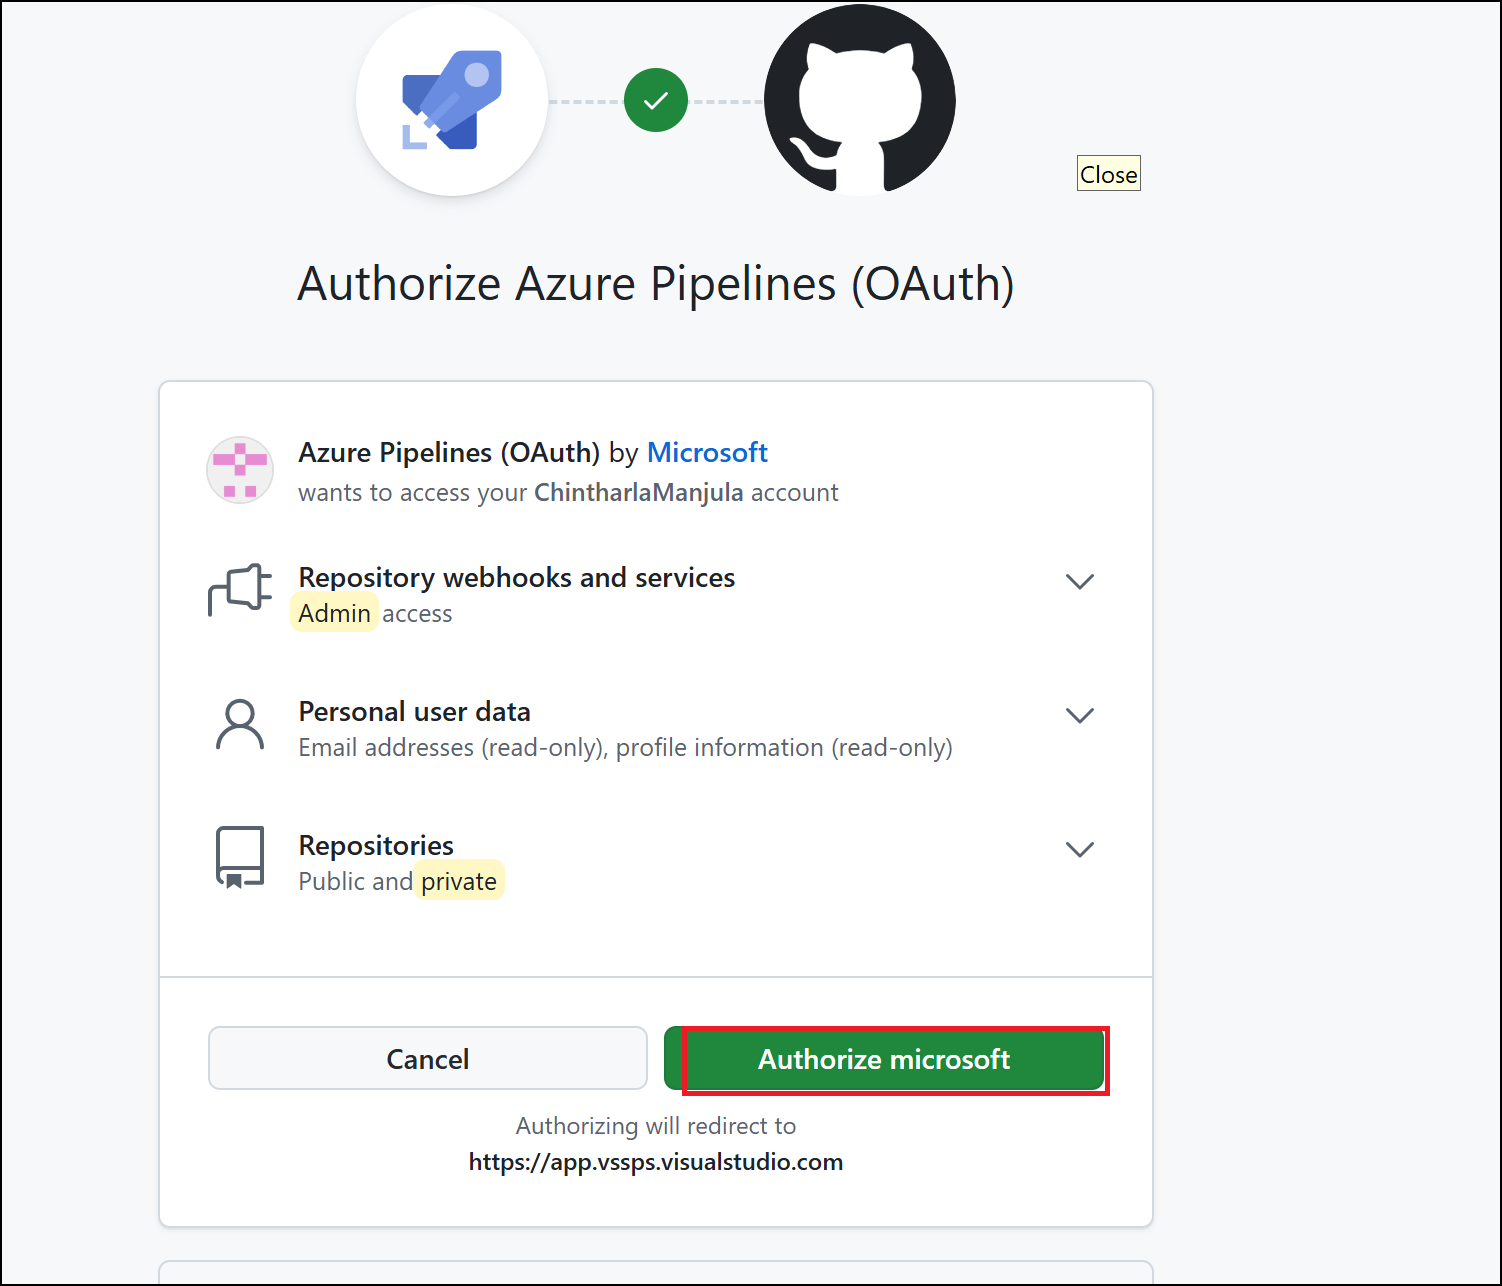 Close
Authorize Azure Pipelines (OAuth)
Azure Pipelines (OAuth) by Microsoft
wants to access your ChintharlaManjula account
Repository webhooks and services
Admin access
Personal user data
Email addresses (read-only), profile information (read-only)
Repositories
Public and private
Cancel
Authorize microsoft
Authorizing will redirect to
https://app.vssps.visualstudio.com